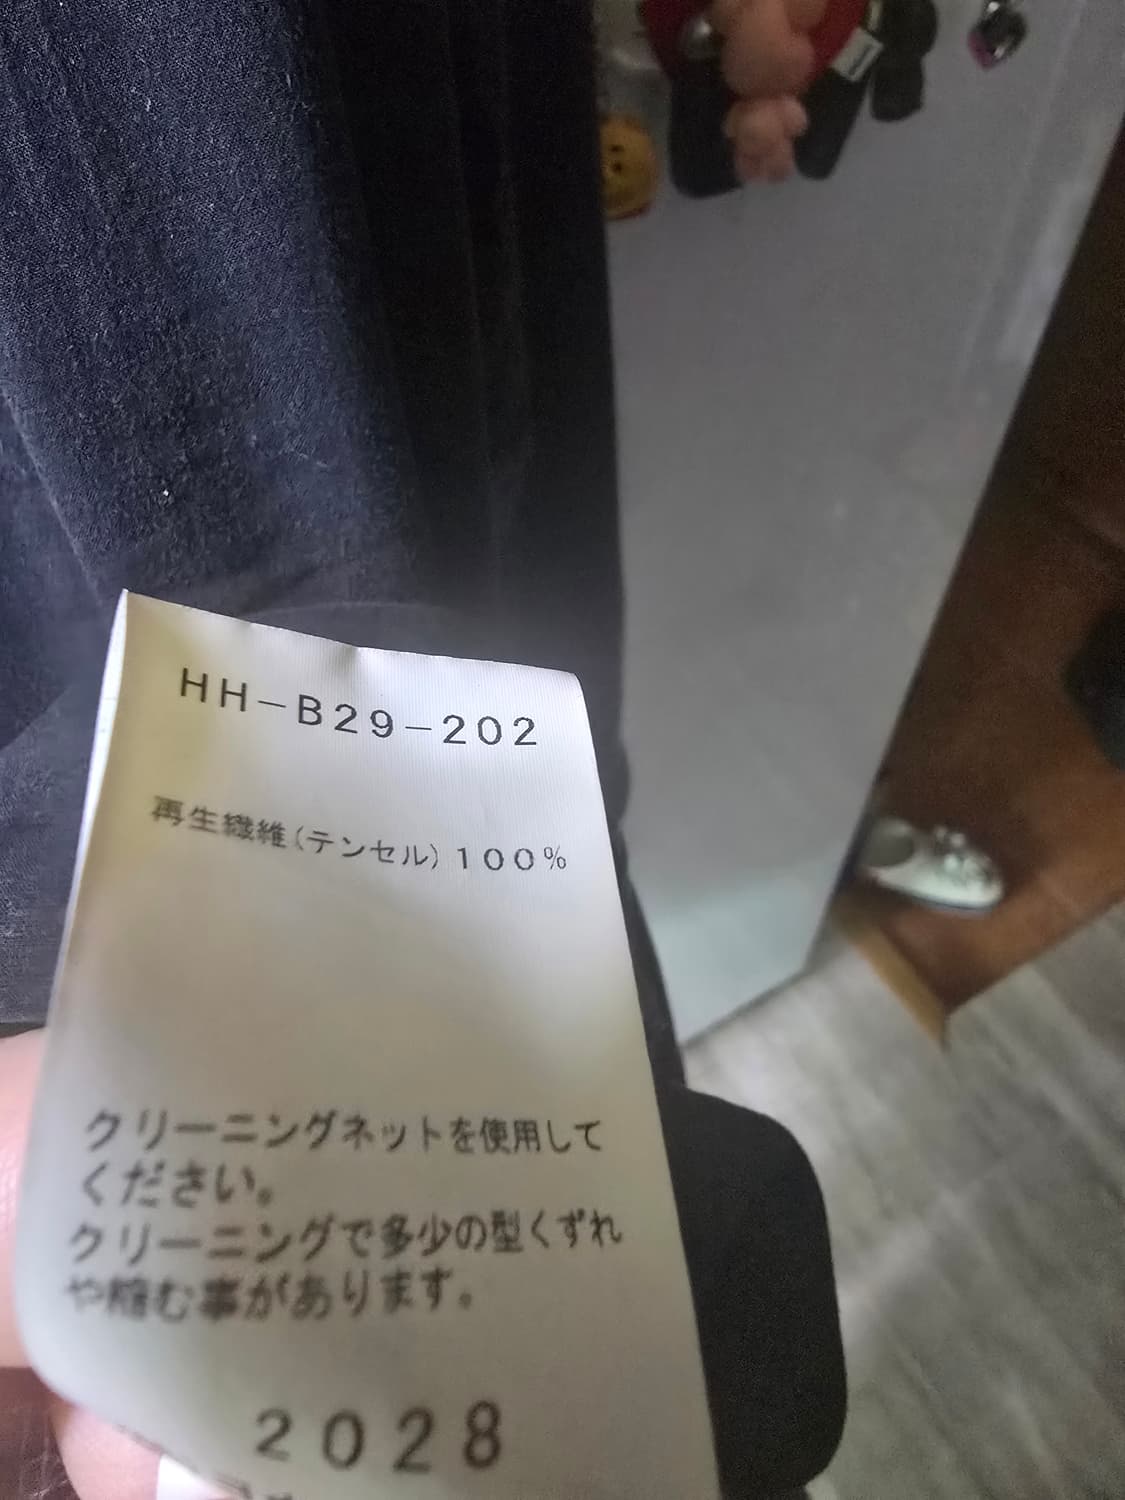 HH-B29-202
再生繊維(テンセル)100%
クリーニングネットを使用して
ください。
クリーニングで多少の型くずれ
や縮む事があります。
2028